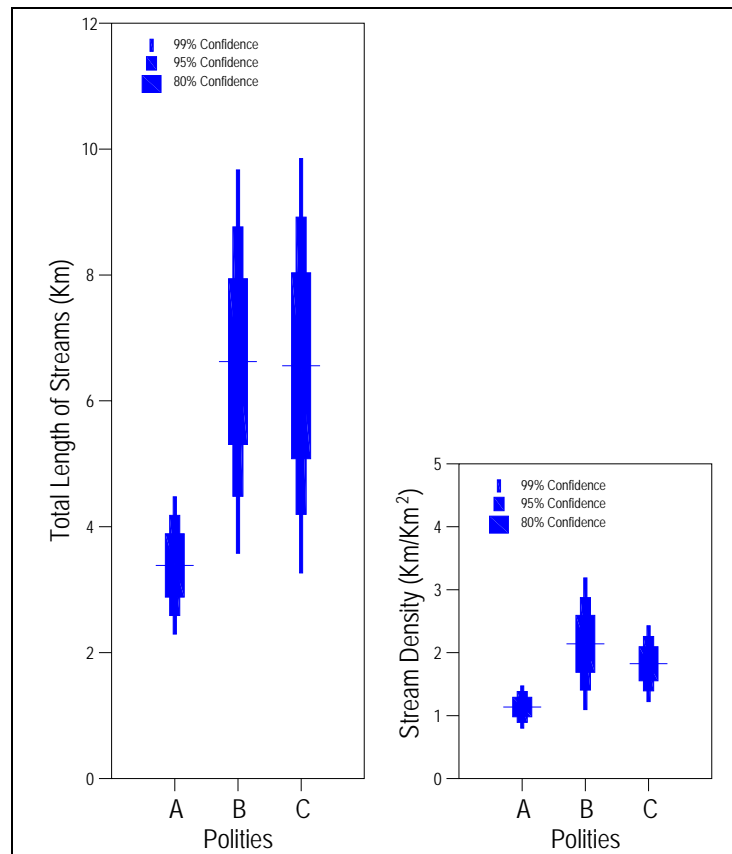 12
99% Confidence
95% Confidence
80% Confidence
10
8
6
4
2
0
Total Length of Streams (Km)
A B C
Polities
5
99% Confidence
95% Confidence
80% Confidence
4
3
2
1
0
Stream Density (Km/Km²)
A B C
Polities